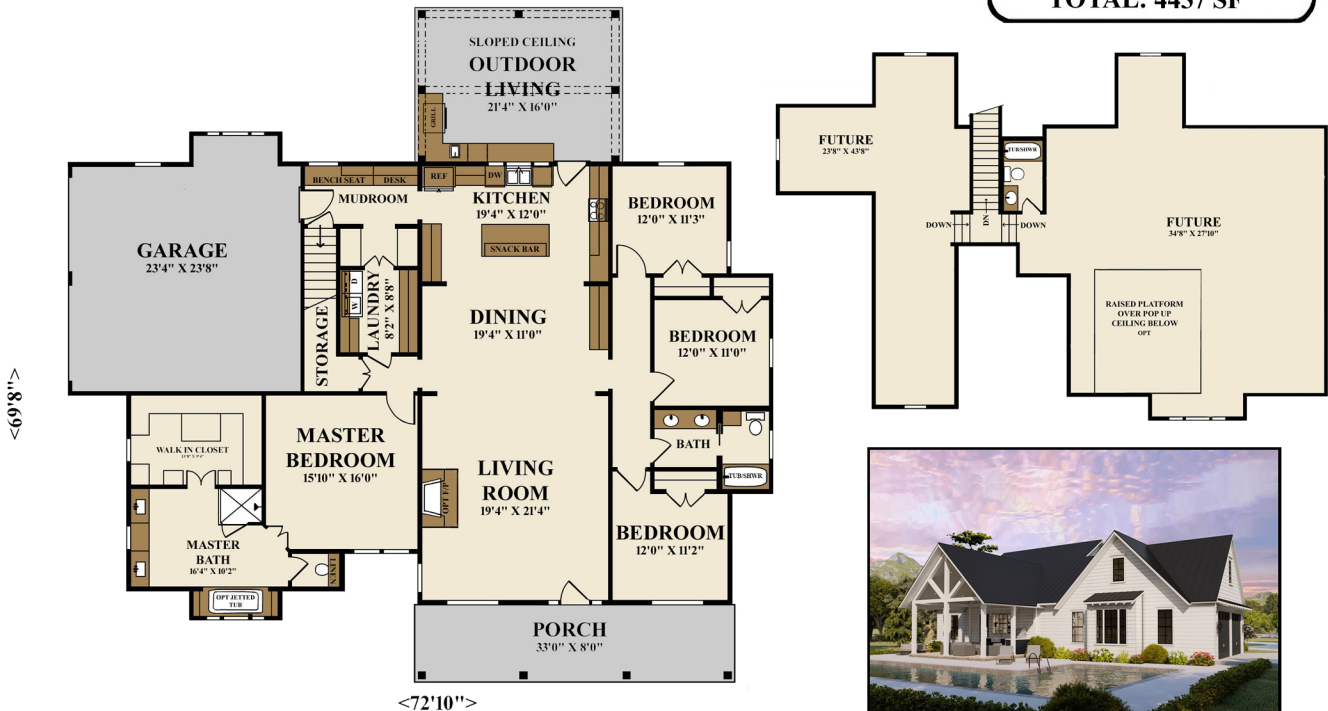 TOTAL: 4437 SF
SLOPED CEILING
OUTDOOR
LIVING
21'4" X 16'0"
GRILL
BENCH SEAT
DESK
REF
DW
MUDROOM
KITCHEN
19'4" X 12'0"
SNACK BAR
BEDROOM
12'0" X 11'3"
GARAGE
23'4" X 23'8"
D
W
LAUNDRY
8'2" X 8'8"
STORAGE
DINING
19'4" X 11'0"
BEDROOM
12'0" X 11'0"
MASTER
BEDROOM
15'10" X 16'0"
WALK IN CLOSET
BATH
TUB/SHWR
LIVING
ROOM
19'4" X 21'4"
OPT F/P
MASTER
BATH
16'4" X 10'2"
LINEN
OPT JETTED
TUB
BEDROOM
12'0" X 11'2"
PORCH
33'0" X 8'0"
<69'8">
<72'10">
FUTURE
23'8" X 43'8"
TUB/SHWR
DOWN
DN
DOWN
FUTURE
34'8" X 27'10"
RAISED PLATFORM
OVER POP UP
CEILING BELOW
OPT